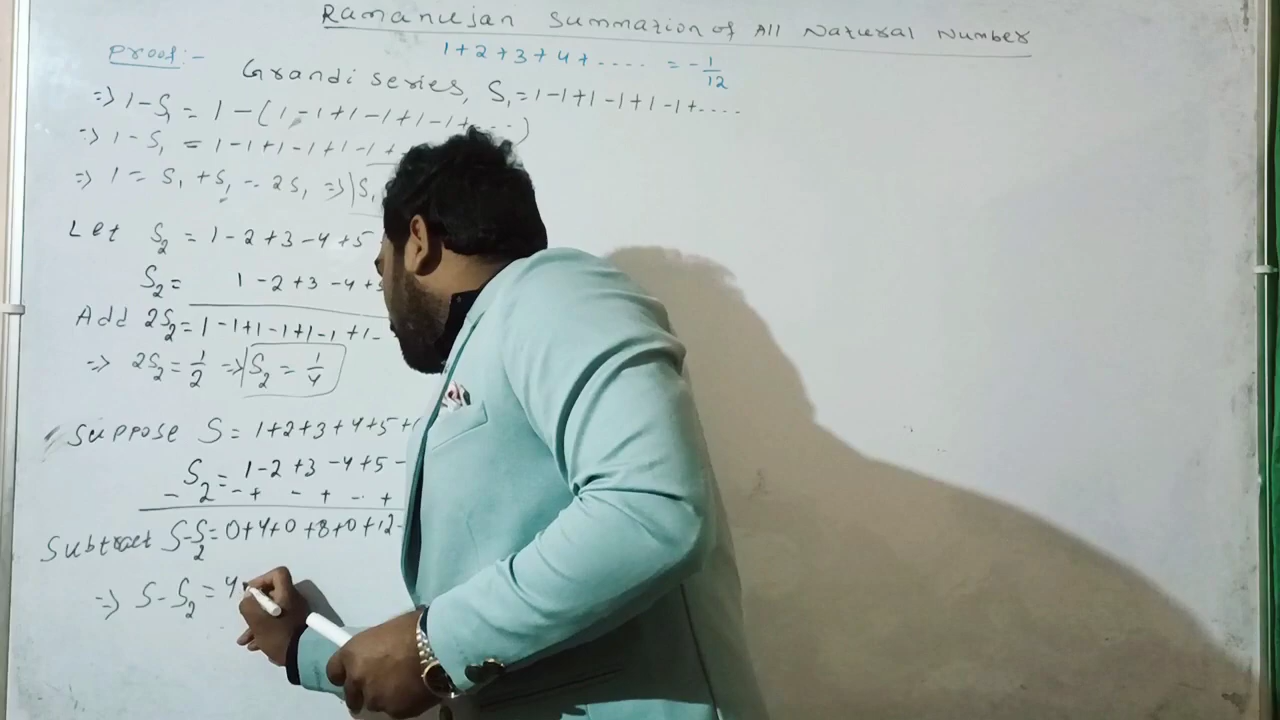 Ramanujan Summation of All Natural Number
Proof:- 1+2+3+4+..... = -1/12
Grandi series, S₁=1-1+1-1+1-1+....
=> 1-S₁ = 1-(1-1+1-1+1-1+...)
=> 1-S₁ = 1-1+1-1+1-1+
=> 1 = S₁+S₁ = 2S₁ => S₁
Let S₂ = 1-2+3-4+5
S₂ = 1-2+3-4+5
Add 2S₂=1-1+1-1+1-1+1-
=> 2S₂ = 1/2 => S₂ = 1/4
Suppose S = 1+2+3+4+5+
S₂ = 1-2+3-4+5-
- - + - + - +
Subtract S-S₂ = 0+4+0+8+0+12-
=> S-S₂ = 4